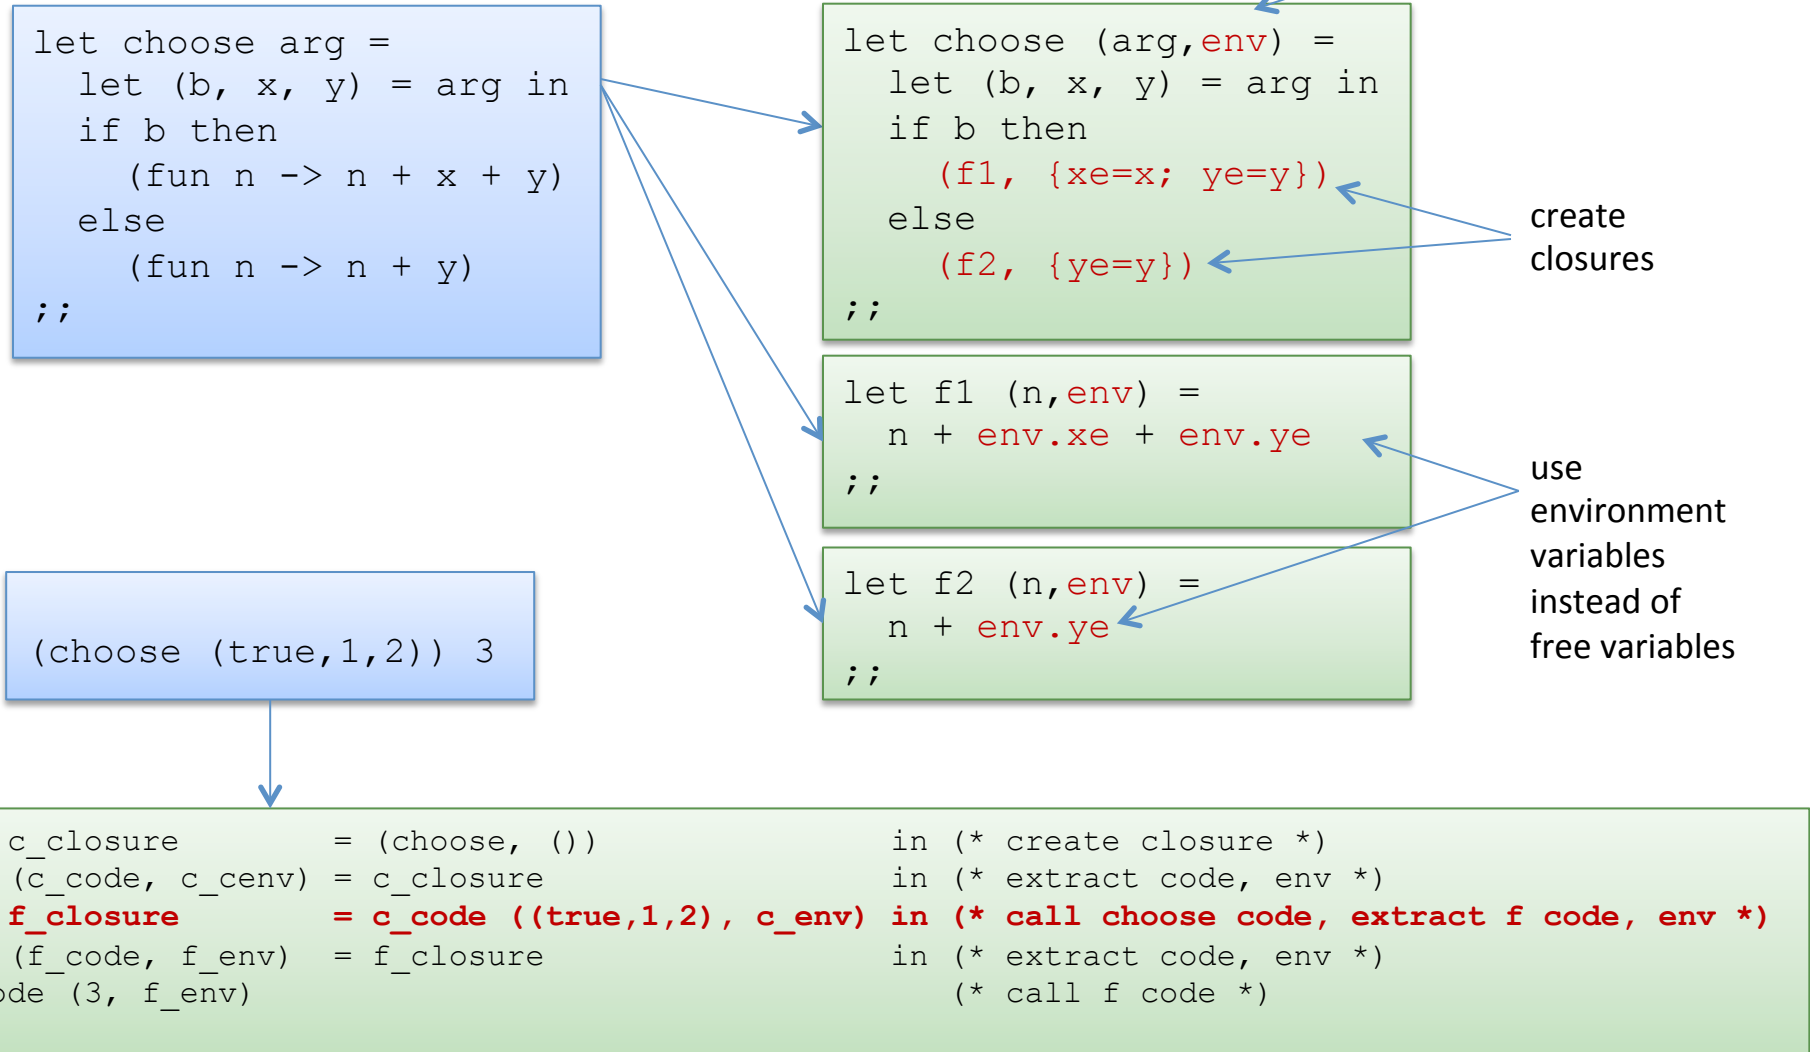 let choose arg =
  let (b, x, y) = arg in
  if b then
    (fun n -> n + x + y)
  else
    (fun n -> n + y)
;;
let choose (arg,env) =
  let (b, x, y) = arg in
  if b then
    (f1, {xe=x; ye=y})
  else
    (f2, {ye=y})
;;
create
closures
let f1 (n,env) =
  n + env.xe + env.ye
;;
use
environment
variables
instead of
free variables
let f2 (n,env) =
  n + env.ye
;;
(choose (true,1,2)) 3
c_closure        = (choose, ())               in (* create closure *)
(c_code, c_cenv) = c_closure                  in (* extract code, env *)
f_closure        = c_code ((true,1,2), c_env) in (* call choose code, extract f code, env *)
(f_code, f_env)  = f_closure                  in (* extract code, env *)
ode (3, f_env)                                   (* call f code *)